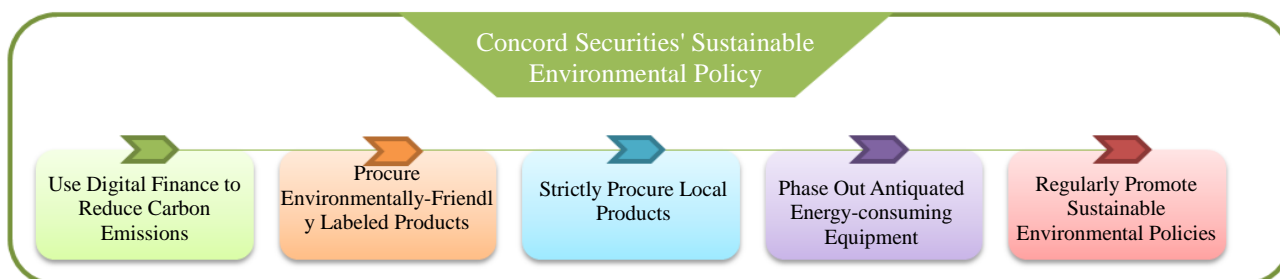 Concord Securities' Sustainable
Environmental Policy
Use Digital Finance to
Reduce Carbon
Emissions
Procure
Environmentally-Friendl
y Labeled Products
Strictly Procure Local
Products
Phase Out Antiquated
Energy-consuming
Equipment
Regularly Promote
Sustainable
Environmental Policies